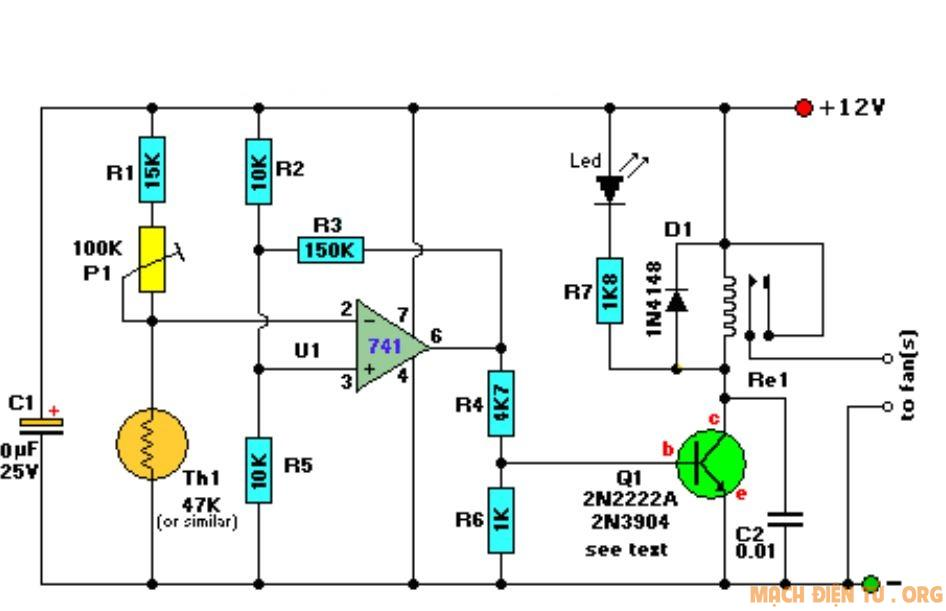 +12V
R1
15K
10K
R2
Led
R3
150K
100K
P1
D1
R7
1K8
1N4148
2
7
6
U1
741
3
4
-
+
C1
+
0µF
25V
Th1
47K
(or similar)
10K
R5
R4
4K7
R6
1K
Re1
to fan(s)
c
b
e
Q1
2N2222A
2N3904
see text
C2
0.01
-
MẠCH ĐIỆN TỬ . ORG